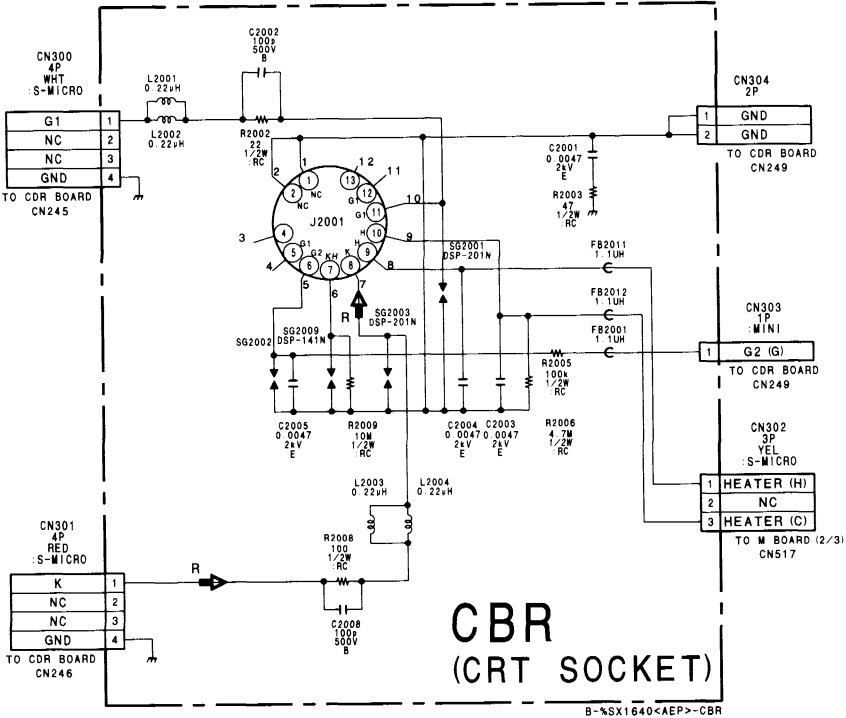 C2002
100p
500V
B
CN300
4P
WHT
:S-MICRO
L2001
0.22µH
G1 1
NC 2
NC 3
GND 4
TO CDR BOARD
CN245
L2002
0.22µH
R2002
22
1/2W
:RC
CN304
2P
1 GND
2 GND
TO CDR BOARD
CN249
C2001
0.0047
2kV
E
R2003
47
1/2W
:RC
J2001
1
2
3
4
5
6
7
8
9
10
11
12
1
NC
2
NC
4
5
G1
6
G2
7
KH
8
K
9
H
10
H
11
G1
12
G1
13
R
SG2001
DSP-201N
FB2011
1.1UH
FB2012
1.1UH
FB2001
1.1UH
SG2003
DSP-201N
SG2009
DSP-141N
SG2002
CN303
1P
:MINI
1 G2 (G)
TO CDR BOARD
CN249
R2005
100k
1/2W
:RC
C2005
0.0047
2kV
E
R2009
10M
1/2W
:RC
C2004
0.0047
2kV
E
C2003
0.0047
2kV
E
R2006
4.7M
1/2W
:RC
CN302
3P
YEL
:S-MICRO
1 HEATER (H)
2 NC
3 HEATER (C)
TO M BOARD (2/3)
CN517
L2003
0.22µH
L2004
0.22µH
CN301
4P
RED
:S-MICRO
K 1
NC 2
NC 3
GND 4
TO CDR BOARD
CN246
R
R2008
100
1/2W
:RC
C2008
100p
500V
B
CBR
(CRT SOCKET)
B-%SX1640<AEP>-CBR